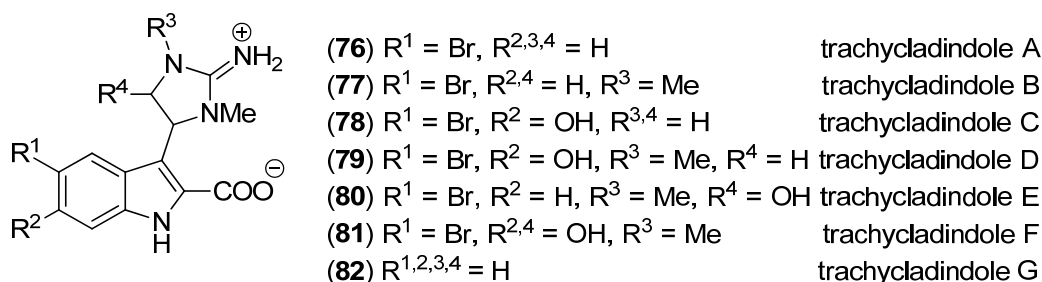 R³
⊕
NH₂
N
R⁴
NMe
R¹
R²
COO⊖
N
H
(76) R¹ = Br, R²,³,⁴ = H trachycladindole A
(77) R¹ = Br, R²,⁴ = H, R³ = Me trachycladindole B
(78) R¹ = Br, R² = OH, R³,⁴ = H trachycladindole C
(79) R¹ = Br, R² = OH, R³ = Me, R⁴ = H trachycladindole D
(80) R¹ = Br, R² = H, R³ = Me, R⁴ = OH trachycladindole E
(81) R¹ = Br, R²,⁴ = OH, R³ = Me trachycladindole F
(82) R¹,²,³,⁴ = H trachycladindole G